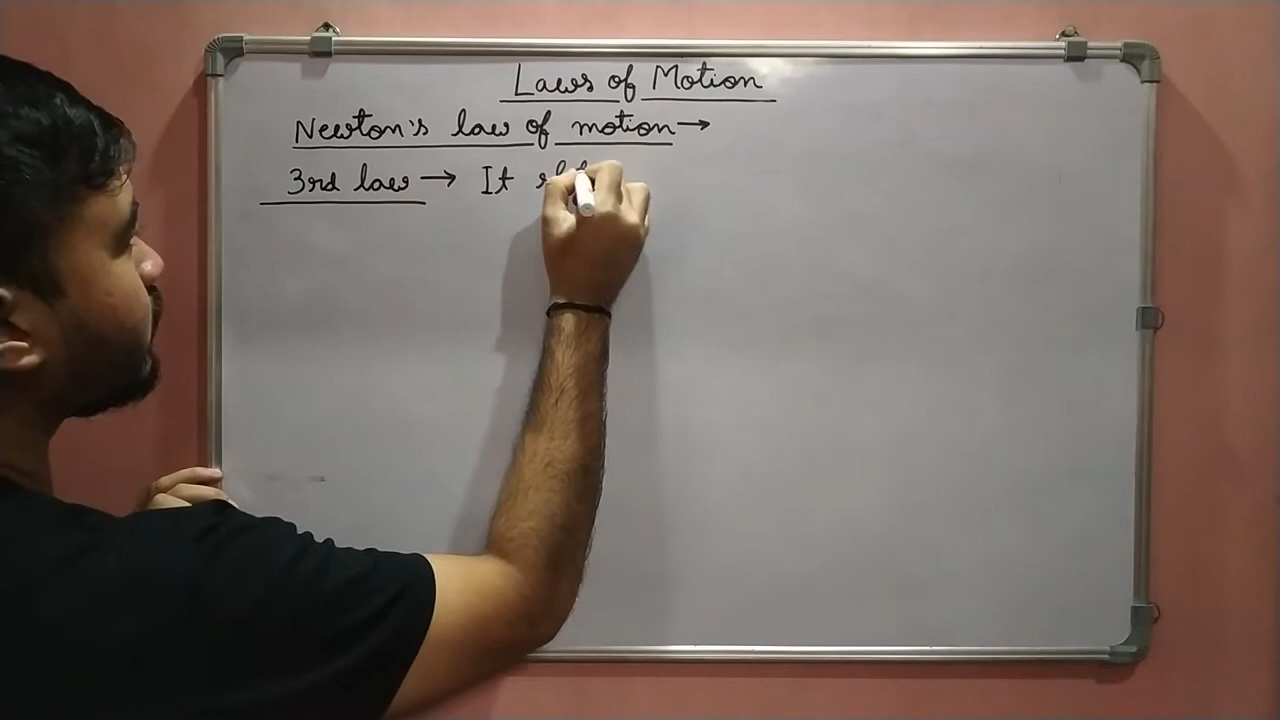 Laws of Motion
Newton's law of motion→
3rd law → It